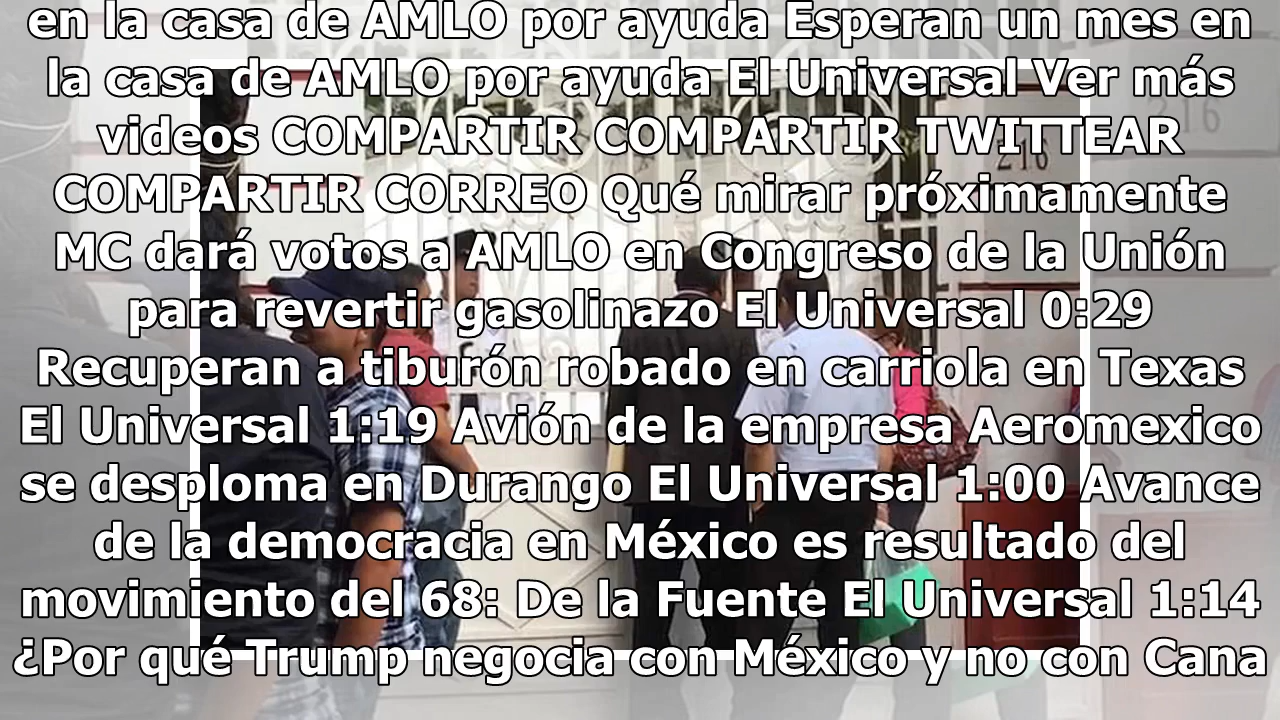 en la casa de AMLO por ayuda Esperan un mes en
la casa de AMLO por ayuda El Universal Ver más
videos COMPARTIR COMPARTIR TWITTEAR
COMPARTIR CORREO Qué mirar próximamente
MC dará votos a AMLO en Congreso de la Unión
para revertir gasolinazo El Universal 0:29
Recuperan a tiburón robado en carriola en Texas
El Universal 1:19 Avión de la empresa Aeromexico
se desploma en Durango El Universal 1:00 Avance
de la democracia en México es resultado del
movimiento del 68: De la Fuente El Universal 1:14
¿Por qué Trump negocia con México y no con Cana
216
216